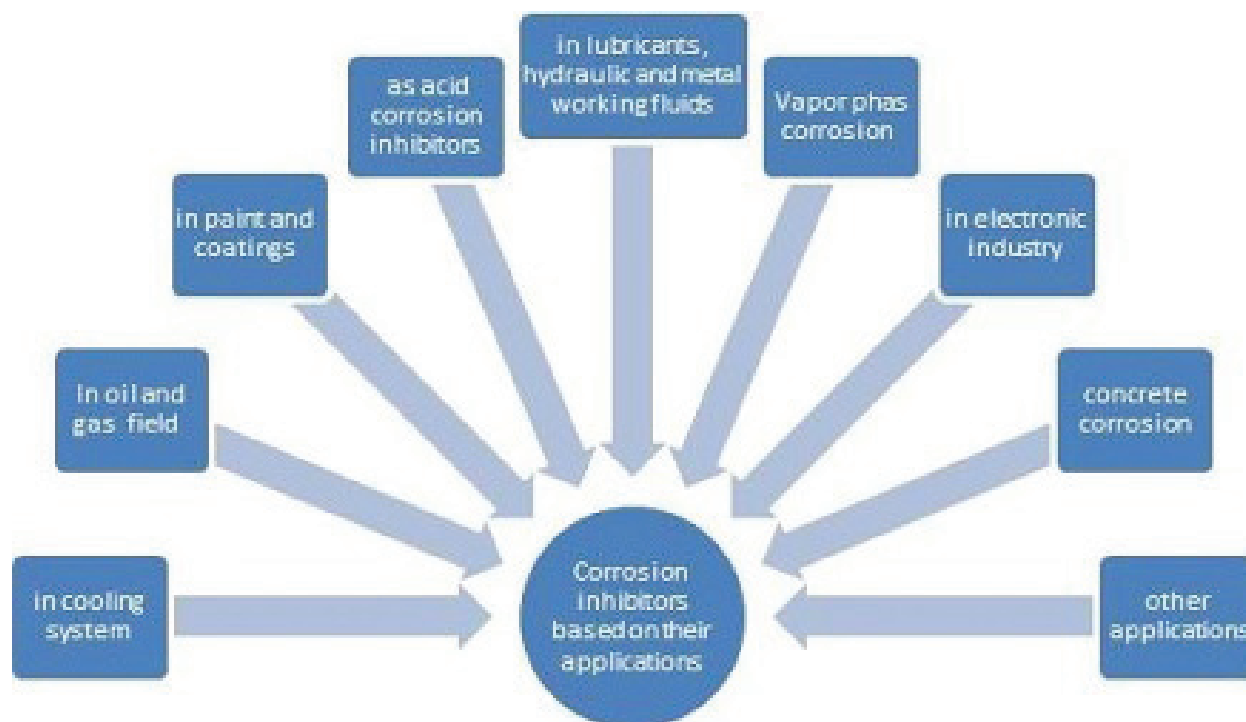 in lubricants,
hydraulic and metal
working fluids
as acid
corrosion
inhibitors
Vapor phas
corrosion
in paint and
coatings
in electronic
industry
In oil and
gas field
concrete
corrosion
in cooling
system
Corrosion
inhibitors
based on their
applications
other
applications